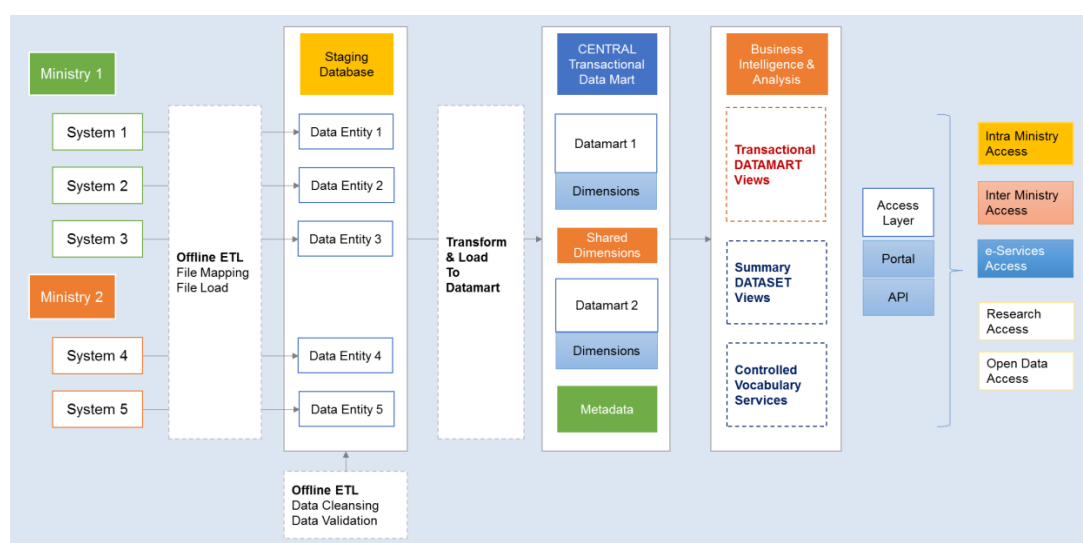 Ministry 1
System 1
System 2
System 3
Ministry 2
System 4
System 5
Offline ETL
File Mapping
File Load
Staging
Database
Data Entity 1
Data Entity 2
Data Entity 3
Data Entity 4
Data Entity 5
Offline ETL
Data Cleansing
Data Validation
Transform
& Load
To
Datamart
CENTRAL
Transactional
Data Mart
Datamart 1
Dimensions
Shared
Dimensions
Datamart 2
Dimensions
Metadata
Business
Intelligence &
Analysis
Transactional
DATAMART
Views
Summary
DATASET
Views
Controlled
Vocabulary
Services
Access
Layer
Portal
API
Intra Ministry
Access
Inter Ministry
Access
e-Services
Access
Research
Access
Open Data
Access